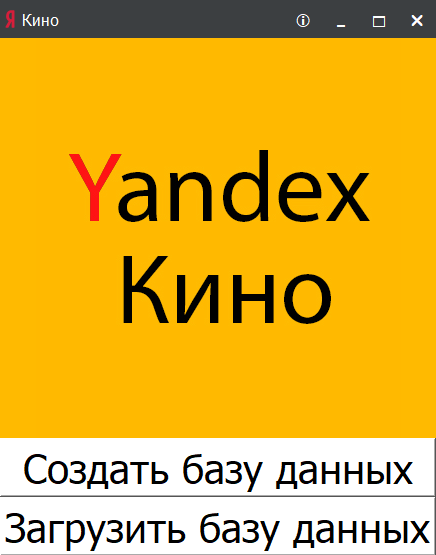 Я Кино
Yandex
Кино
Создать базу данных
Загрузить базу данных